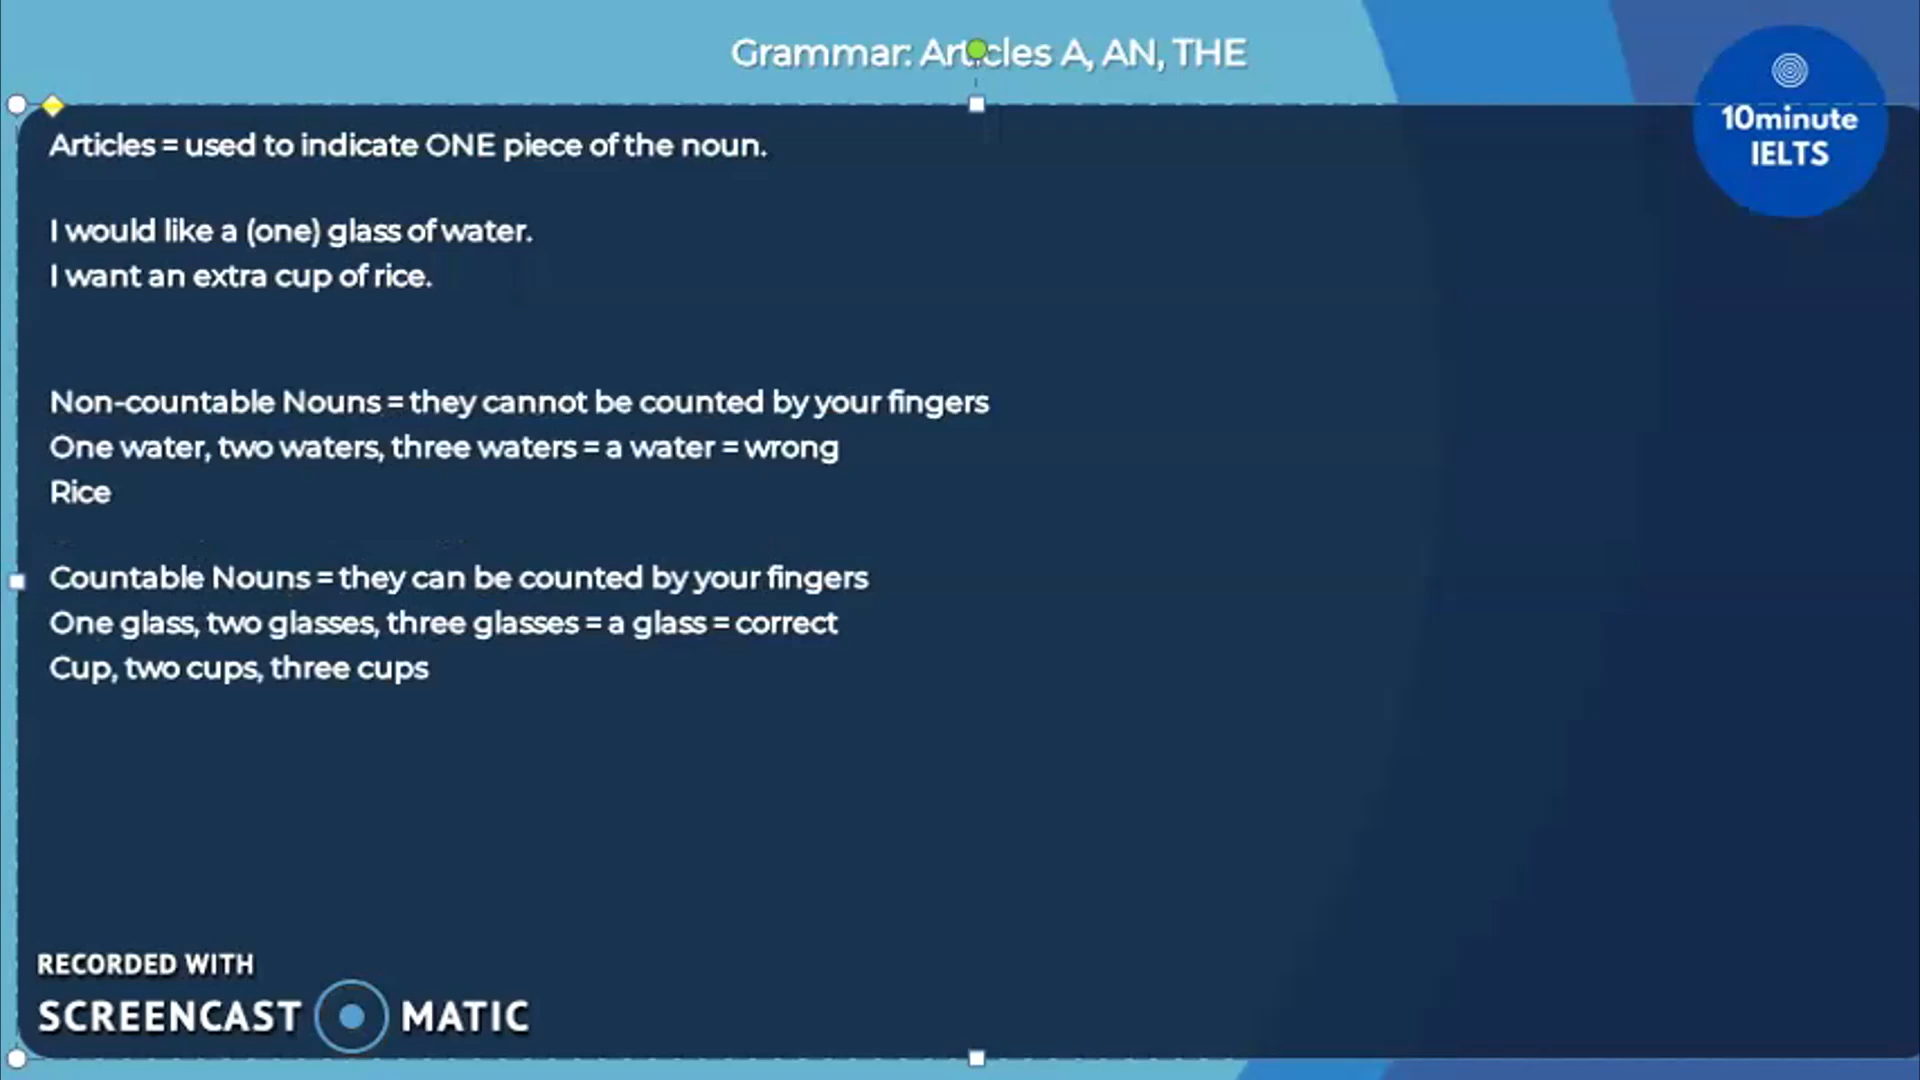 Grammar: Articles A, AN, THE
10minute
IELTS
Articles = used to indicate ONE piece of the noun.
I would like a (one) glass of water.
I want an extra cup of rice.
Non-countable Nouns = they cannot be counted by your fingers
One water, two waters, three waters = a water = wrong
Rice
Countable Nouns = they can be counted by your fingers
One glass, two glasses, three glasses = a glass = correct
Cup, two cups, three cups
RECORDED WITH
SCREENCAST MATIC